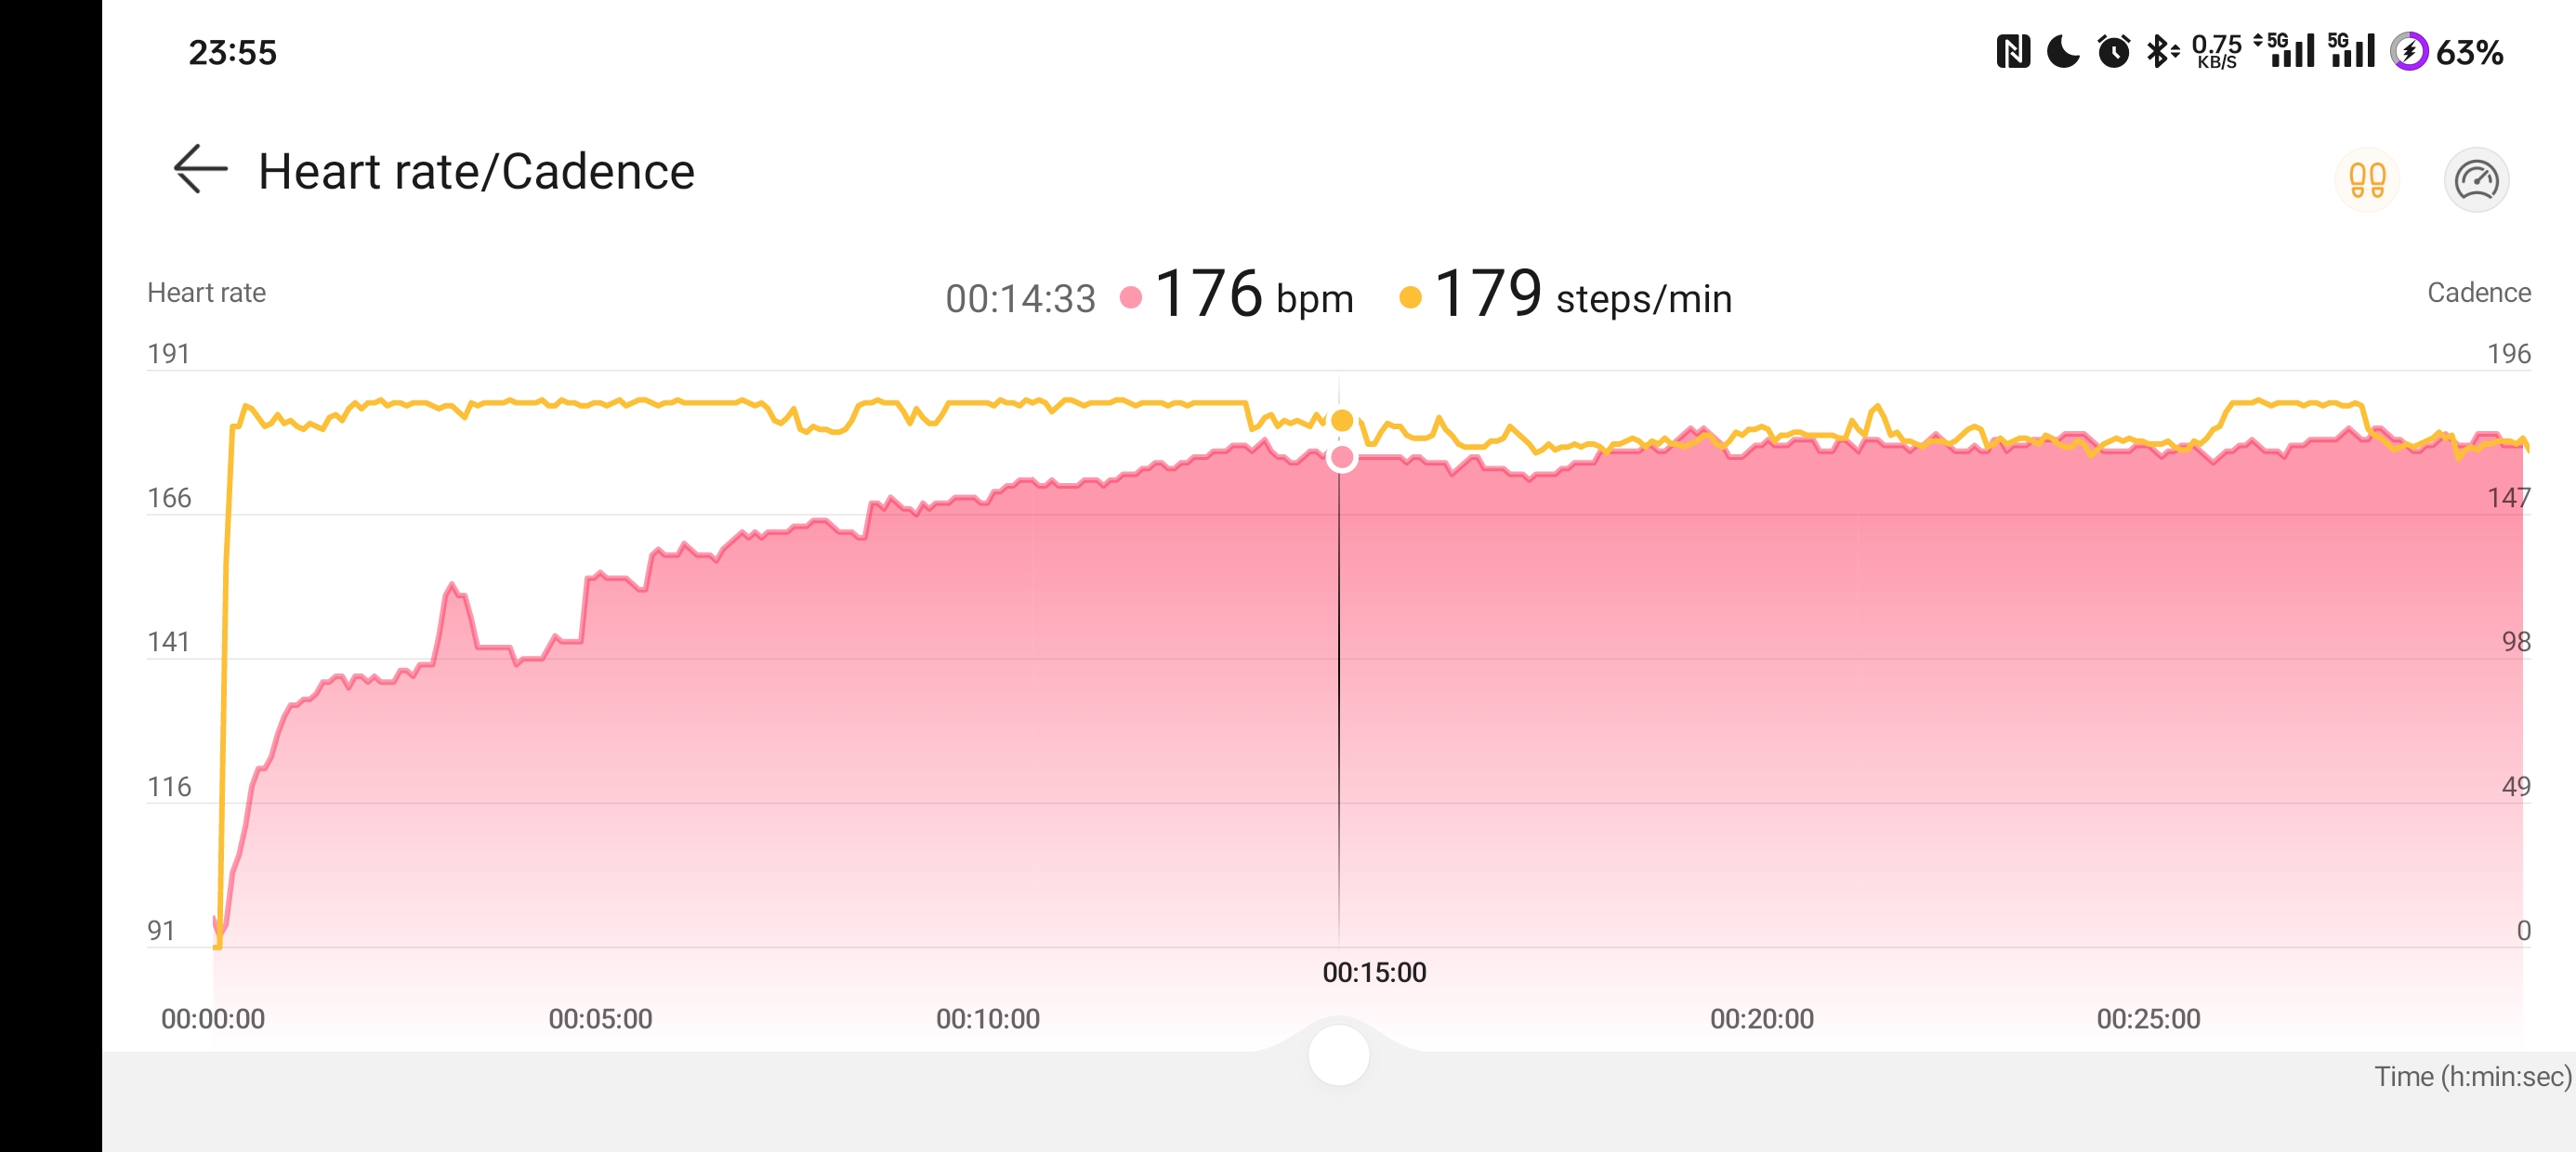 23:55
0.75 KB/S 5G 5G 63%
Heart rate/Cadence
Heart rate 00:14:33 176 bpm 179 steps/min Cadence
191 196
166 147
141 98
116 49
91 0
00:15:00
00:00:00 00:05:00 00:10:00 00:20:00 00:25:00
Time (h:min:sec)